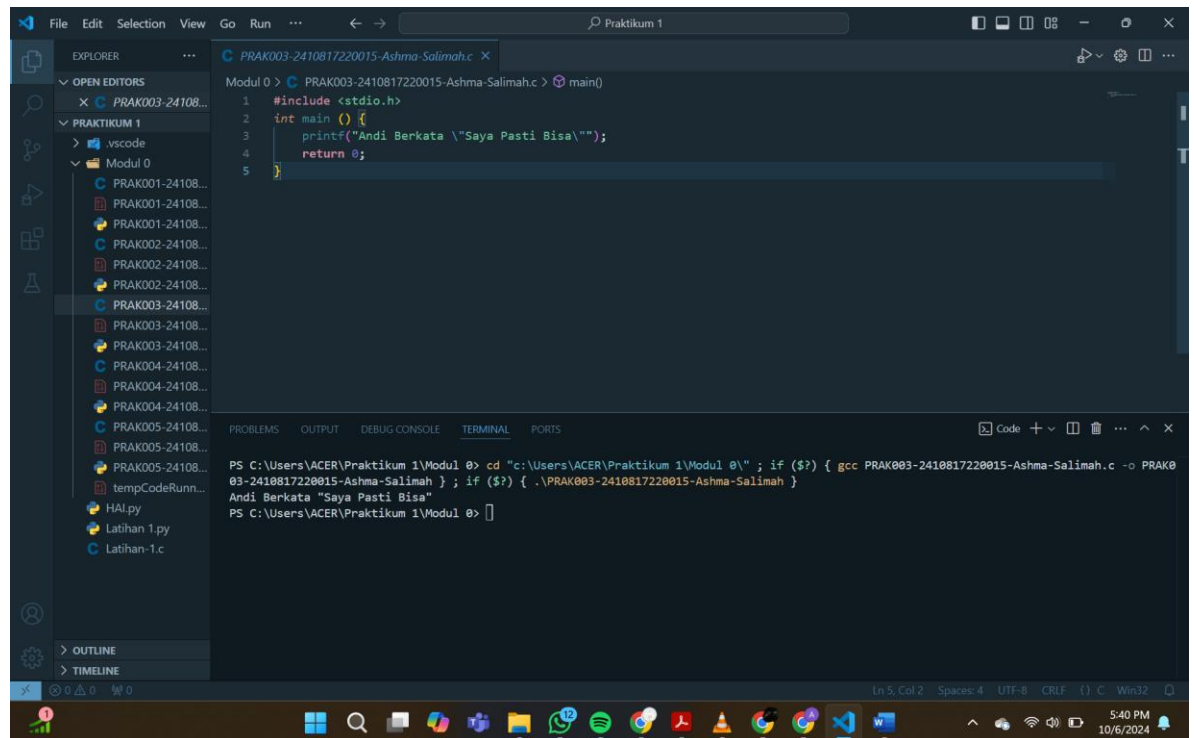 File Edit Selection View Go Run ··· Praktikum 1
EXPLORER ···
OPEN EDITORS
PRAK003-24108...
PRAKTIKUM 1
.vscode
Modul 0
PRAK001-24108...
PRAK001-24108...
PRAK001-24108...
PRAK002-24108...
PRAK002-24108...
PRAK002-24108...
PRAK003-24108...
PRAK003-24108...
PRAK003-24108...
PRAK004-24108...
PRAK004-24108...
PRAK004-24108...
PRAK005-24108...
PRAK005-24108...
PRAK005-24108...
tempCodeRunn...
HAI.py
Latihan 1.py
Latihan-1.c
OUTLINE
TIMELINE
PRAK003-2410817220015-Ashma-Salimah.c
Modul 0 > PRAK003-2410817220015-Ashma-Salimah.c > main()
1 #include <stdio.h>
2 int main () {
3 printf("Andi Berkata \"Saya Pasti Bisa\"");
4 return 0;
5 }
PROBLEMS OUTPUT DEBUG CONSOLE TERMINAL PORTS Code
PS C:\Users\ACER\Praktikum 1\Modul 0> cd "c:\Users\ACER\Praktikum 1\Modul 0\" ; if ($?) { gcc PRAK003-2410817220015-Ashma-Salimah.c -o PRAK0
03-2410817220015-Ashma-Salimah } ; if ($?) { .\PRAK003-2410817220015-Ashma-Salimah }
Andi Berkata "Saya Pasti Bisa"
PS C:\Users\ACER\Praktikum 1\Modul 0>
0 0 0 Ln 5, Col 2 Spaces: 4 UTF-8 CRLF {} C Win32
1 12 5:40 PM
10/6/2024